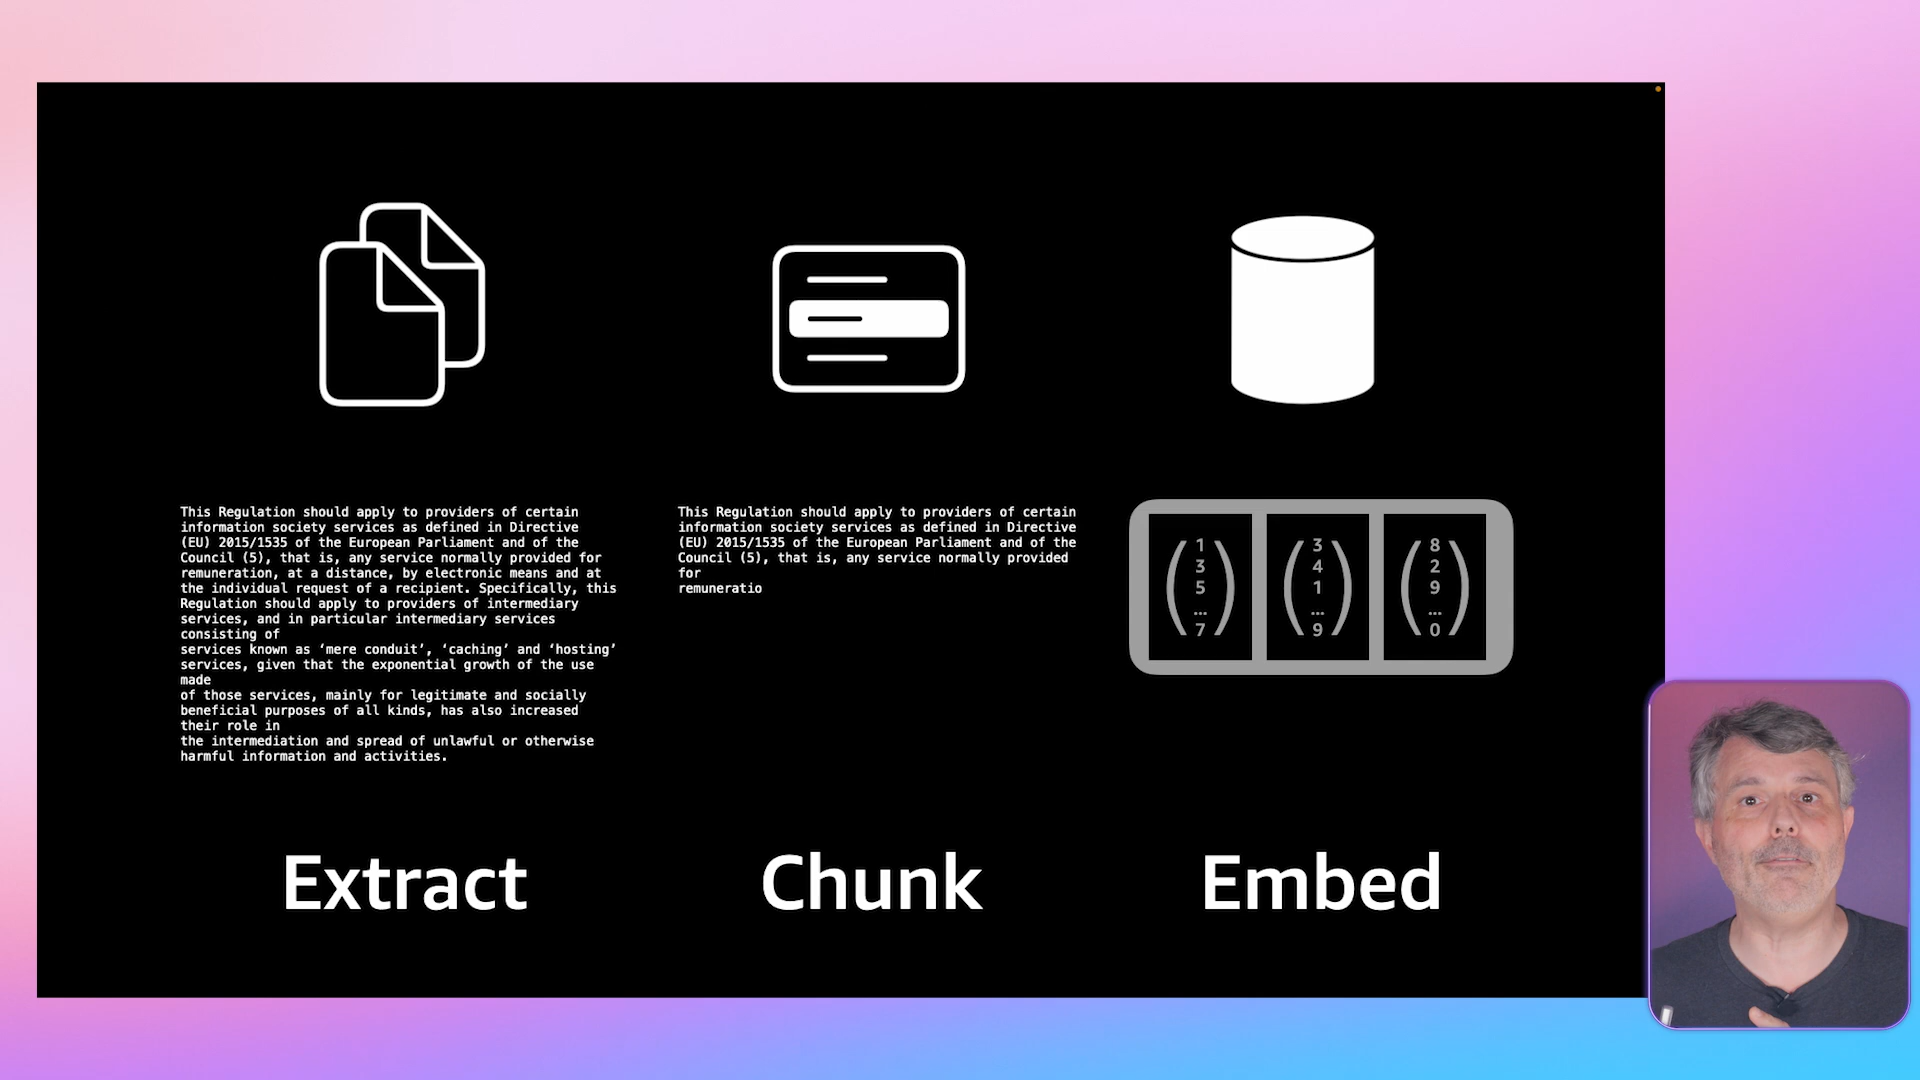 This Regulation should apply to providers of certain
information society services as defined in Directive
(EU) 2015/1535 of the European Parliament and of the
Council (5), that is, any service normally provided for
remuneration, at a distance, by electronic means and at
the individual request of a recipient. Specifically, this
Regulation should apply to providers of intermediary
services, and in particular intermediary services
consisting of
services known as ‘mere conduit’, ‘caching’ and ‘hosting’
services, given that the exponential growth of the use
made
of those services, mainly for legitimate and socially
beneficial purposes of all kinds, has also increased
their role in
the intermediation and spread of unlawful or otherwise
harmful information and activities.
Extract
This Regulation should apply to providers of certain
information society services as defined in Directive
(EU) 2015/1535 of the European Parliament and of the
Council (5), that is, any service normally provided
for
remuneratio
Chunk
1 3 8
3 4 2
5 1 9
... ... ...
7 9 0
Embed